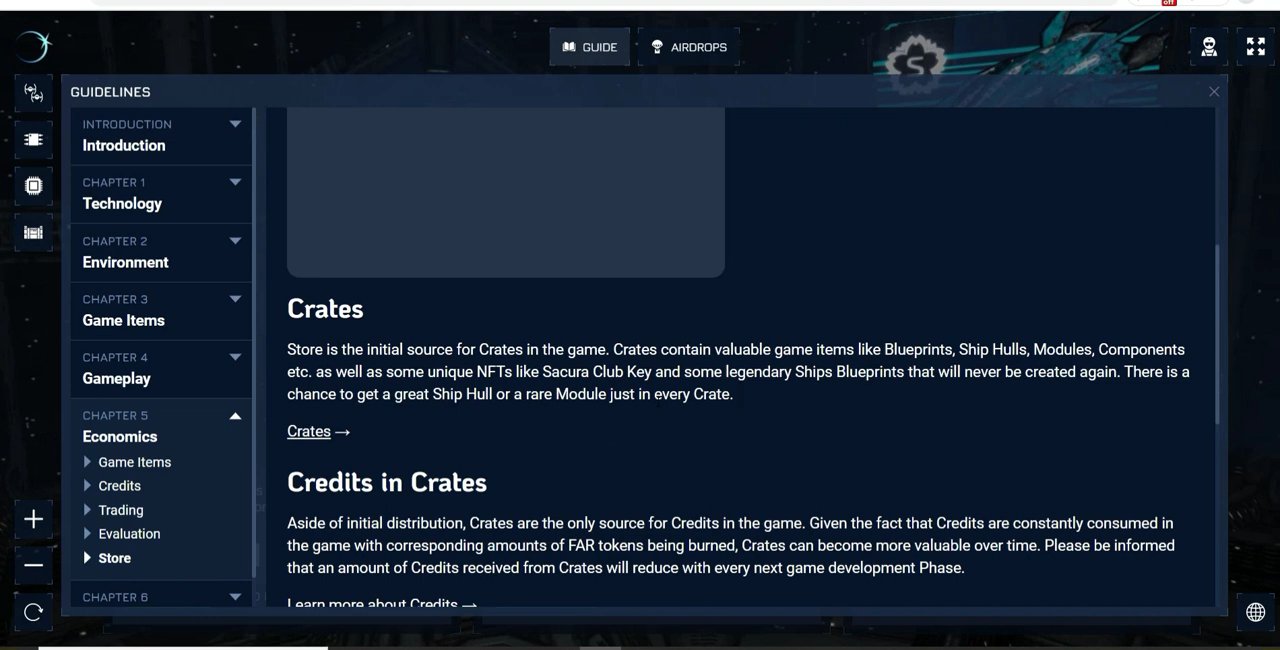 off
GUIDE
AIRDROPS
S
GUIDELINES
INTRODUCTION
Introduction
CHAPTER 1
Technology
CHAPTER 2
Environment
CHAPTER 3
Game Items
CHAPTER 4
Gameplay
CHAPTER 5
Economics
Game Items
Credits
Trading
Evaluation
Store
CHAPTER 6
Crates
Store is the initial source for Crates in the game. Crates contain valuable game items like Blueprints, Ship Hulls, Modules, Components
etc. as well as some unique NFTs like Sacura Club Key and some legendary Ships Blueprints that will never be created again. There is a
chance to get a great Ship Hull or a rare Module just in every Crate.
Crates →
Credits in Crates
Aside of initial distribution, Crates are the only source for Credits in the game. Given the fact that Credits are constantly consumed in
the game with corresponding amounts of FAR tokens being burned, Crates can become more valuable over time. Please be informed
that an amount of Credits received from Crates will reduce with every next game development Phase.
Learn more about Credits →